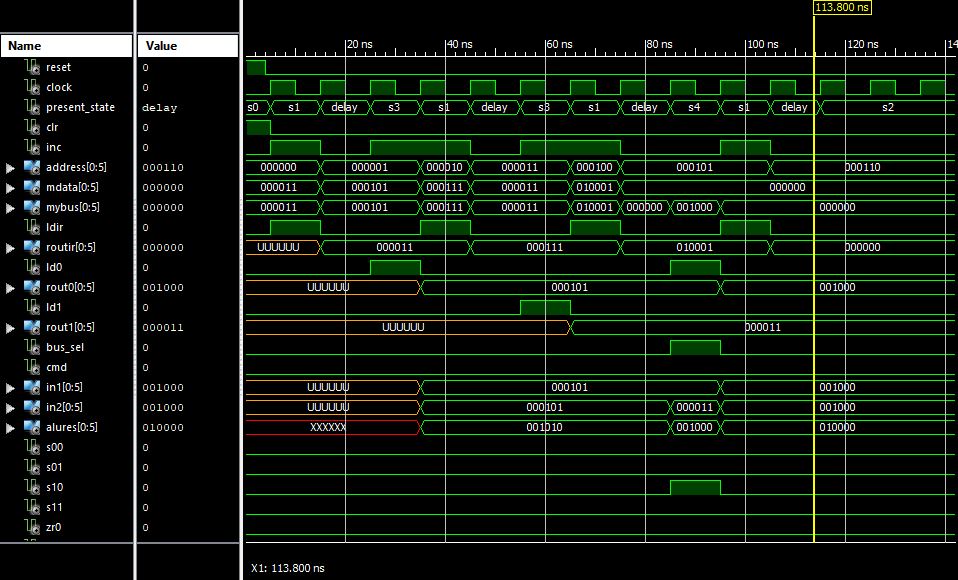 113.800 ns
Name Value
20 ns 40 ns 60 ns 80 ns 100 ns 120 ns 14
reset 0
clock 0
present_state delay s0 s1 delay s3 s1 delay s3 s1 delay s4 s1 delay s2
clr 0
inc 0
address[0:5] 000110 000000 000001 000010 000011 000100 000101 000110
mdata[0:5] 000000 000011 000101 000111 000011 010001 000000
mybus[0:5] 000000 000011 000101 000111 000011 010001 000000 001000 000000
ldir 0
routir[0:5] 000000 UUUUUU 000011 000111 010001 000000
ld0 0
rout0[0:5] 001000 UUUUUU 000101 001000
ld1 0
rout1[0:5] 000011 UUUUUU 000011
bus_sel 0
cmd 0
in1[0:5] 001000 UUUUUU 000101 001000
in2[0:5] 001000 UUUUUU 000101 000011 001000
alures[0:5] 010000 XXXXXX 001010 001000 010000
s00 0
s01 0
s10 0
s11 0
zr0 0
X1: 113.800 ns